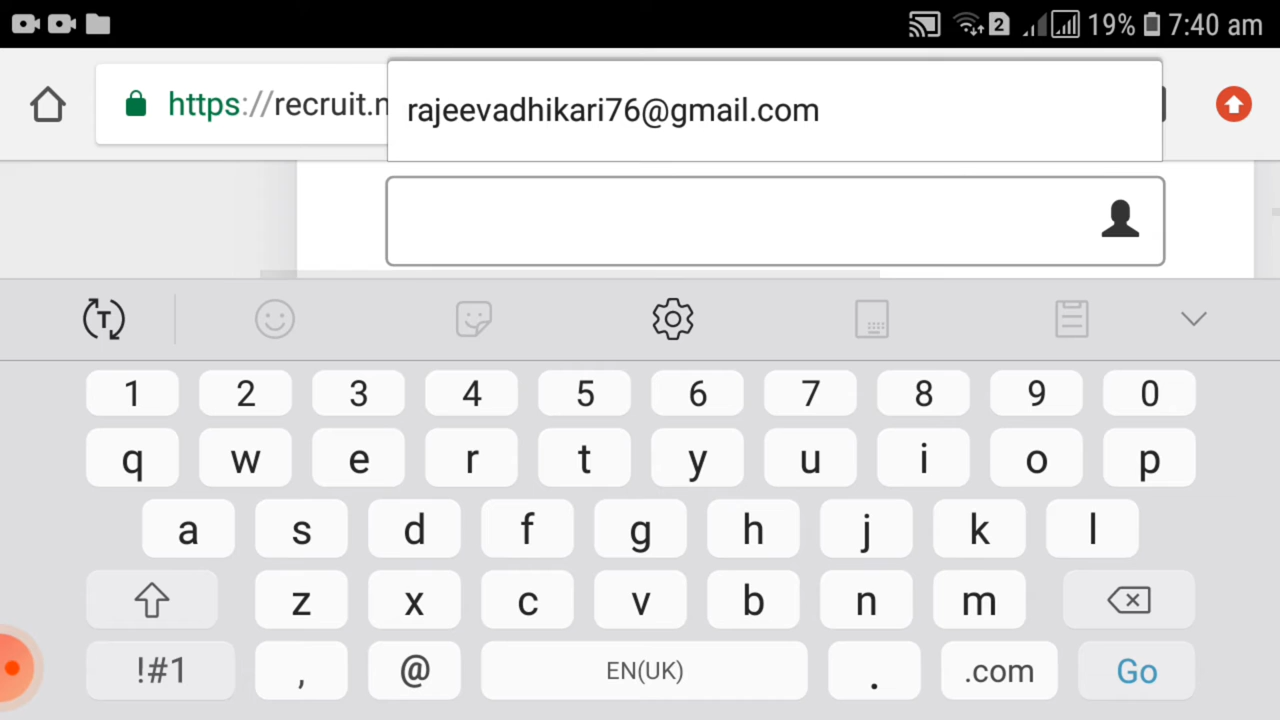 2 19% 7:40 am
https://recruit.n
rajeevadhikari76@gmail.com
T
1 2 3 4 5 6 7 8 9 0
q w e r t y u i o p
a s d f g h j k l
z x c v b n m
!#1 , @ EN(UK) . .com Go